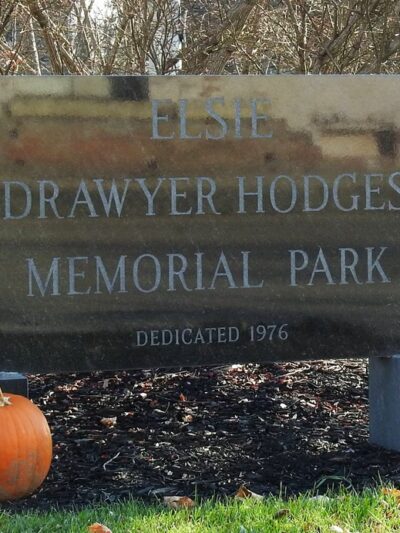 ELSIE
DRAWYER HODGES
MEMORIAL PARK
DEDICATED 1976